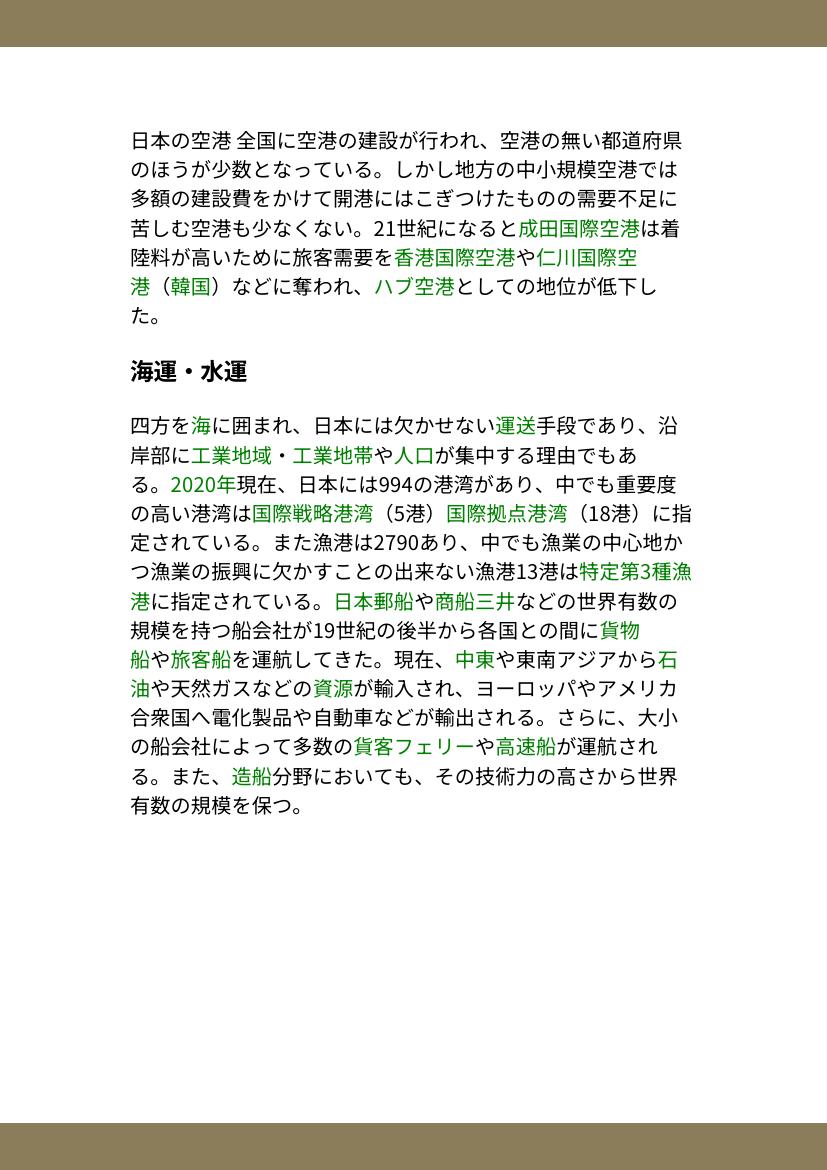 日本の空港 全国に空港の建設が行われ、空港の無い都道府県
のほうが少数となっている。しかし地方の中小規模空港では
多額の建設費をかけて開港にはこぎつけたものの需要不足に
苦しむ空港も少なくない。21世紀になると成田国際空港は着
陸料が高いために旅客需要を香港国際空港や仁川国際空
港（韓国）などに奪われ、ハブ空港としての地位が低下し
た。
海運・水運
四方を海に囲まれ、日本には欠かせない運送手段であり、沿
岸部に工業地域・工業地帯や人口が集中する理由でもあ
る。2020年現在、日本には994の港湾があり、中でも重要度
の高い港湾は国際戦略港湾（5港）国際拠点港湾（18港）に指
定されている。また漁港は2790あり、中でも漁業の中心地か
つ漁業の振興に欠かすことの出来ない漁港13港は特定第3種漁
港に指定されている。日本郵船や商船三井などの世界有数の
規模を持つ船会社が19世紀の後半から各国との間に貨物
船や旅客船を運航してきた。現在、中東や東南アジアから石
油や天然ガスなどの資源が輸入され、ヨーロッパやアメリカ
合衆国へ電化製品や自動車などが輸出される。さらに、大小
の船会社によって多数の貨客フェリーや高速船が運航され
る。また、造船分野においても、その技術力の高さから世界
有数の規模を保つ。